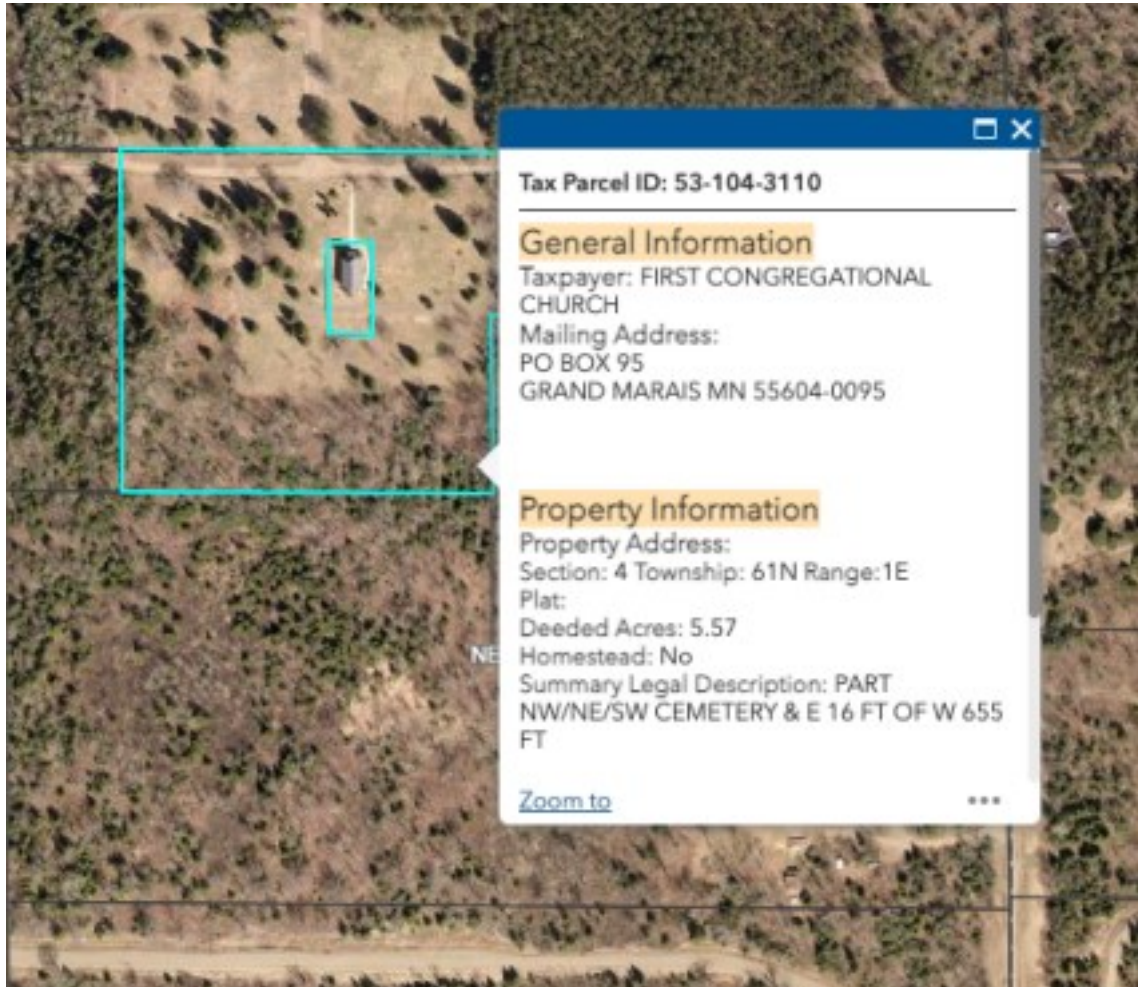 Tax Parcel ID: 53-104-3110
General Information
Taxpayer: FIRST CONGREGATIONAL
CHURCH
Mailing Address:
PO BOX 95
GRAND MARAIS MN 55604-0095
Property Information
Property Address:
Section: 4 Township: 61N Range:1E
Plat:
Deeded Acres: 5.57
NE
Homestead: No
Summary Legal Description: PART
NW/NE/SW CEMETERY & E 16 FT OF W 655
FT
Zoom to